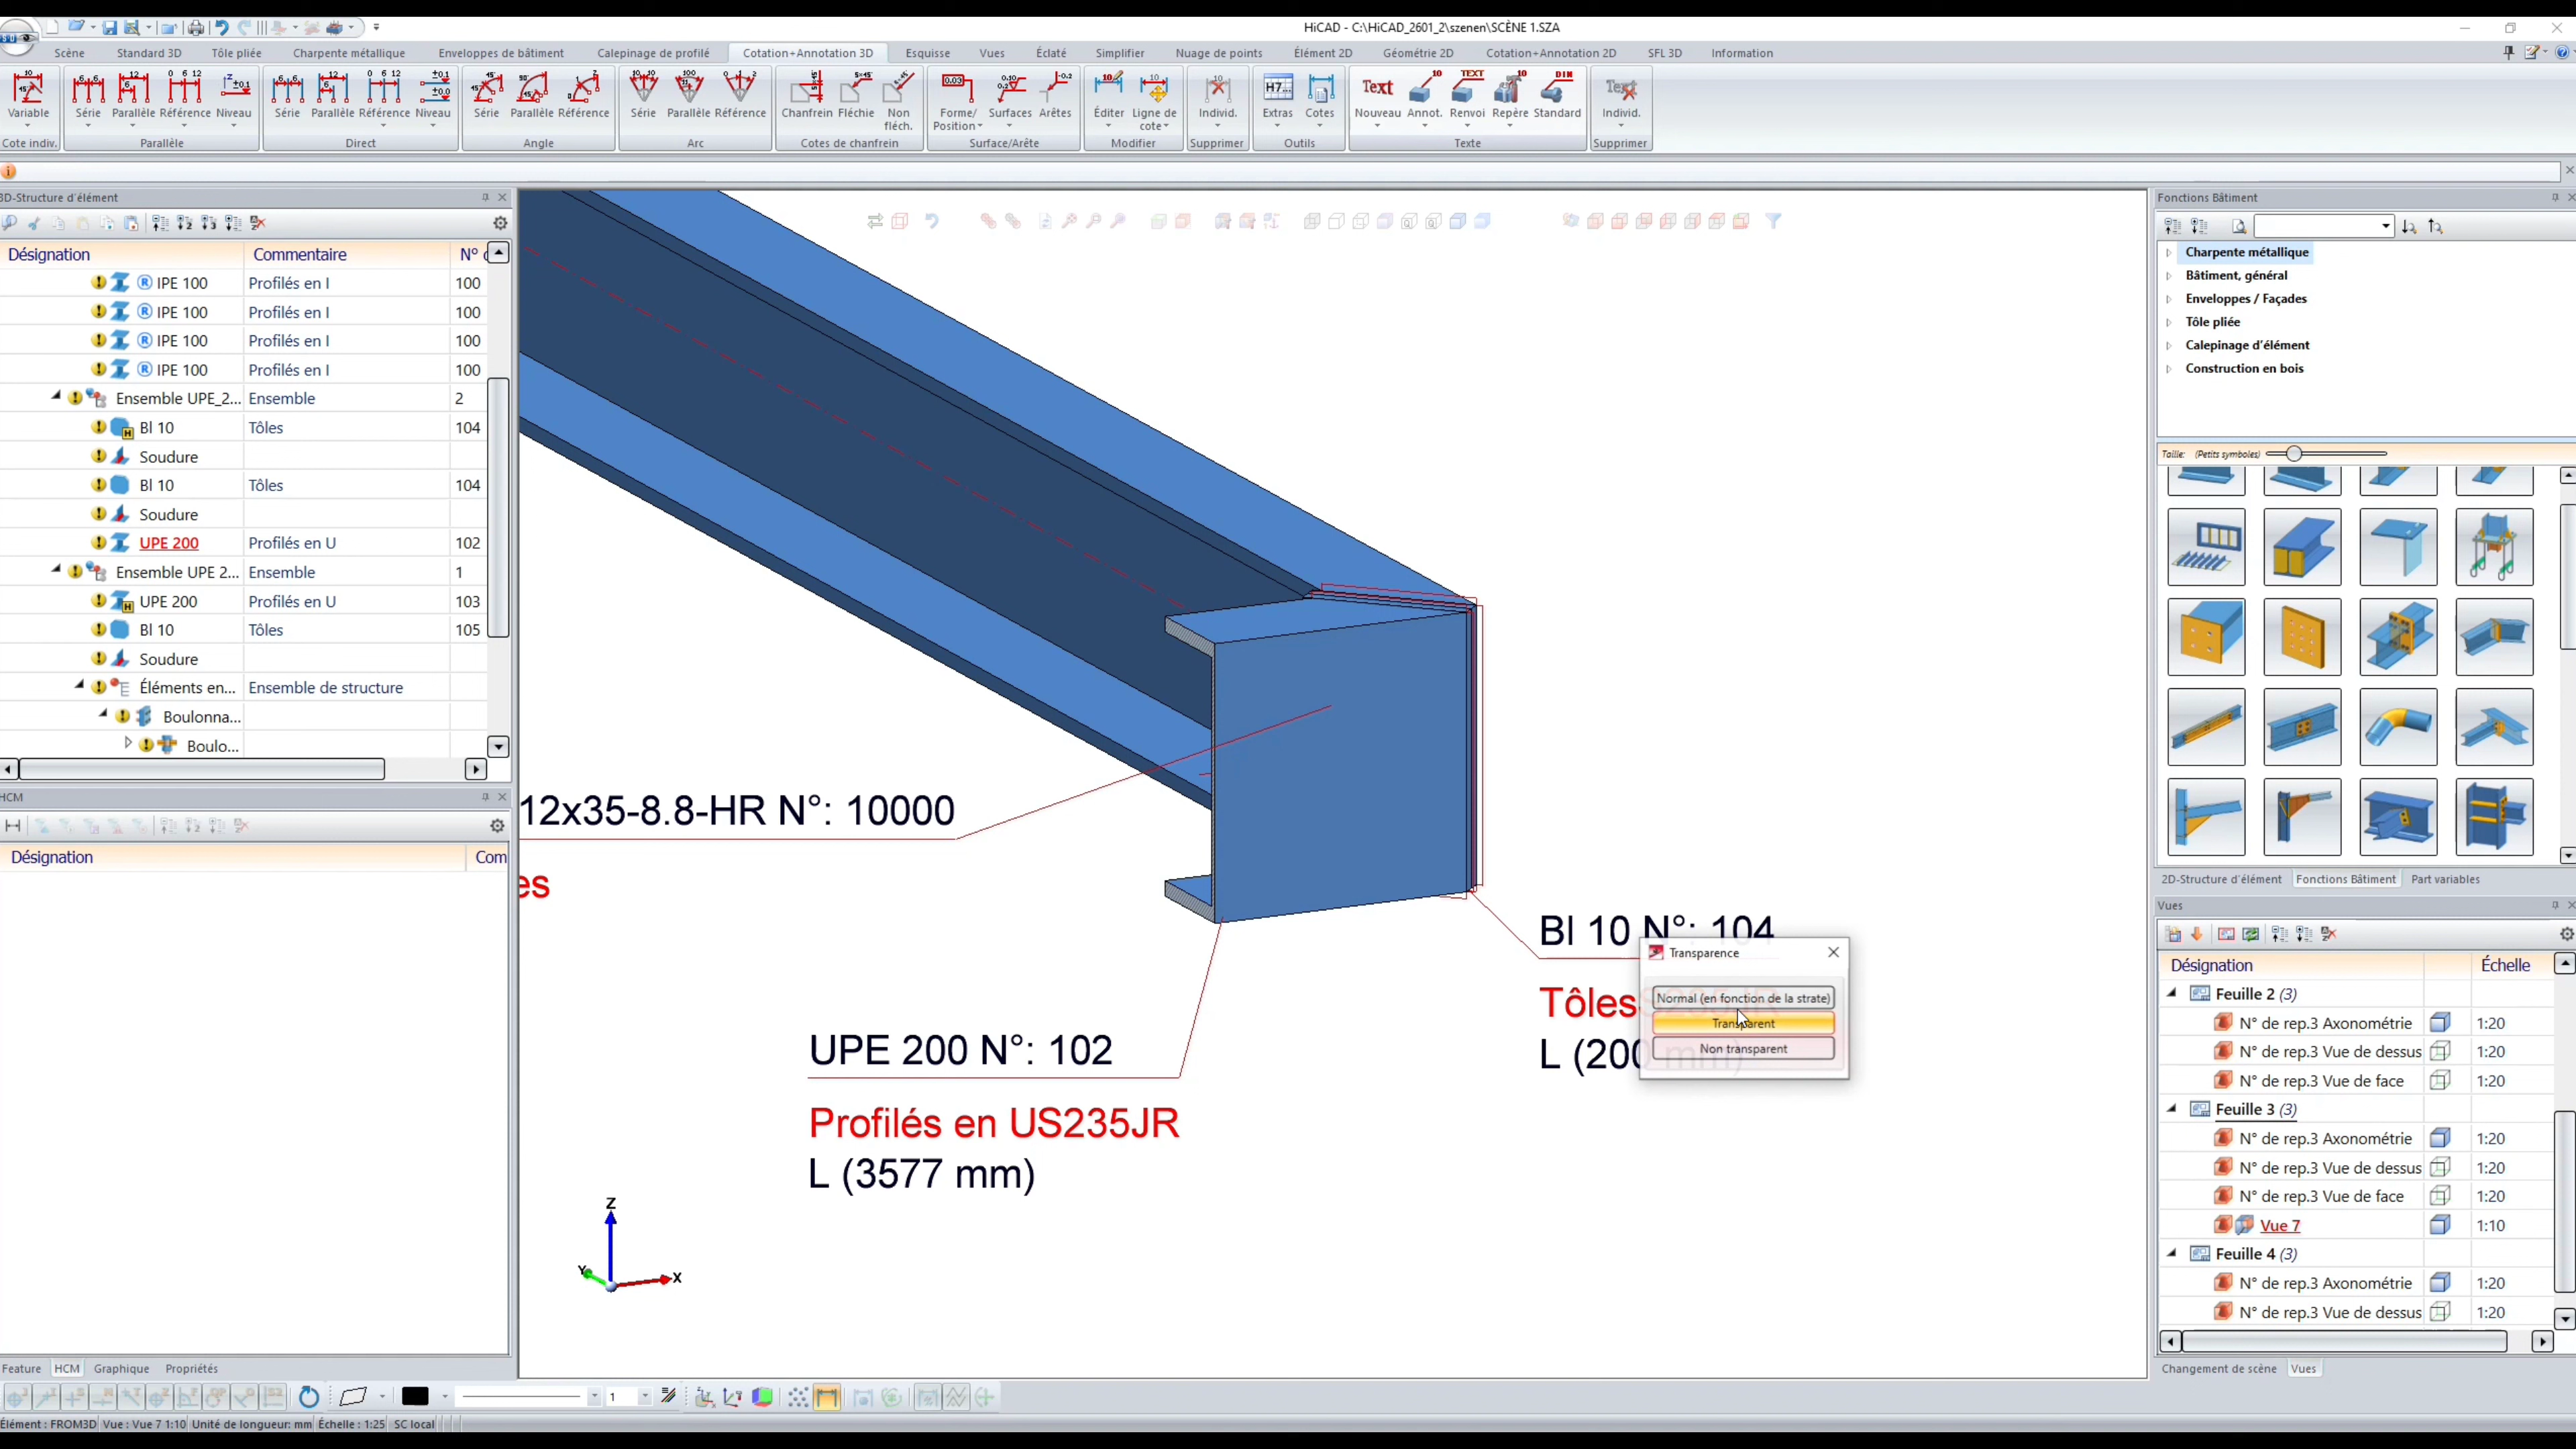 HiCAD - C:\HiCAD_2601_2\szenen\SCÈNE 1.SZA
Scène Standard 3D Tôle pliée Charpente métallique Enveloppes de bâtiment Calepinage de profilé Cotation+Annotation 3D Esquisse Vues Éclaté Simplifier Nuage de points Élément 2D Géométrie 2D Cotation+Annotation 2D SFL 3D Information
Variable Série Parallèle Référence Niveau Série Parallèle Référence Niveau Série Parallèle Référence Série Parallèle Référence Chanfrein Fléchie Non fléch. Forme/ Position Surfaces Arêtes Éditer Ligne de cote Individ. Extras Cotes Nouveau Annot. Renvoi Repère Standard Individ.
Cote indiv. Parallèle Direct Angle Arc Cotes de chanfrein Surface/Arête Modifier Supprimer Outils Texte Supprimer
3D-Structure d'élément
Désignation Commentaire N°
IPE 100 Profilés en I 100
IPE 100 Profilés en I 100
IPE 100 Profilés en I 100
IPE 100 Profilés en I 100
Ensemble UPE_2... Ensemble 2
Bl 10 Tôles 104
Soudure
Bl 10 Tôles 104
Soudure
UPE 200 Profilés en U 102
Ensemble UPE 2... Ensemble 1
UPE 200 Profilés en U 103
Bl 10 Tôles 105
Soudure
Éléments en... Ensemble de structure
Boulonna...
Boulo...
HCM
Désignation Com
Feature HCM Graphique Propriétés
12x35-8.8-HR N°: 10000
es
UPE 200 N°: 102
Profilés en US235JR
L (3577 mm)
Bl 10 N°: 104
Tôles
L (200 mm)
Transparence
Normal (en fonction de la strate)
Transparent
Non transparent
Z
Y
X
Fonctions Bâtiment
Charpente métallique
Bâtiment, général
Enveloppes / Façades
Tôle pliée
Calepinage d'élément
Construction en bois
Taille: (Petits symboles)
2D-Structure d'élément Fonctions Bâtiment Part variables
Vues
Désignation Échelle
Feuille 2 (3)
N° de rep.3 Axonométrie 1:20
N° de rep.3 Vue de dessus 1:20
N° de rep.3 Vue de face 1:20
Feuille 3 (3)
N° de rep.3 Axonométrie 1:20
N° de rep.3 Vue de dessus 1:20
N° de rep.3 Vue de face 1:20
Vue 7 1:10
Feuille 4 (3)
N° de rep.3 Axonométrie 1:20
N° de rep.3 Vue de dessus 1:20
Changement de scène Vues
1
Élément : FROM3D Vue : Vue 7 1:10 Unité de longueur: mm Échelle : 1:25 SC local